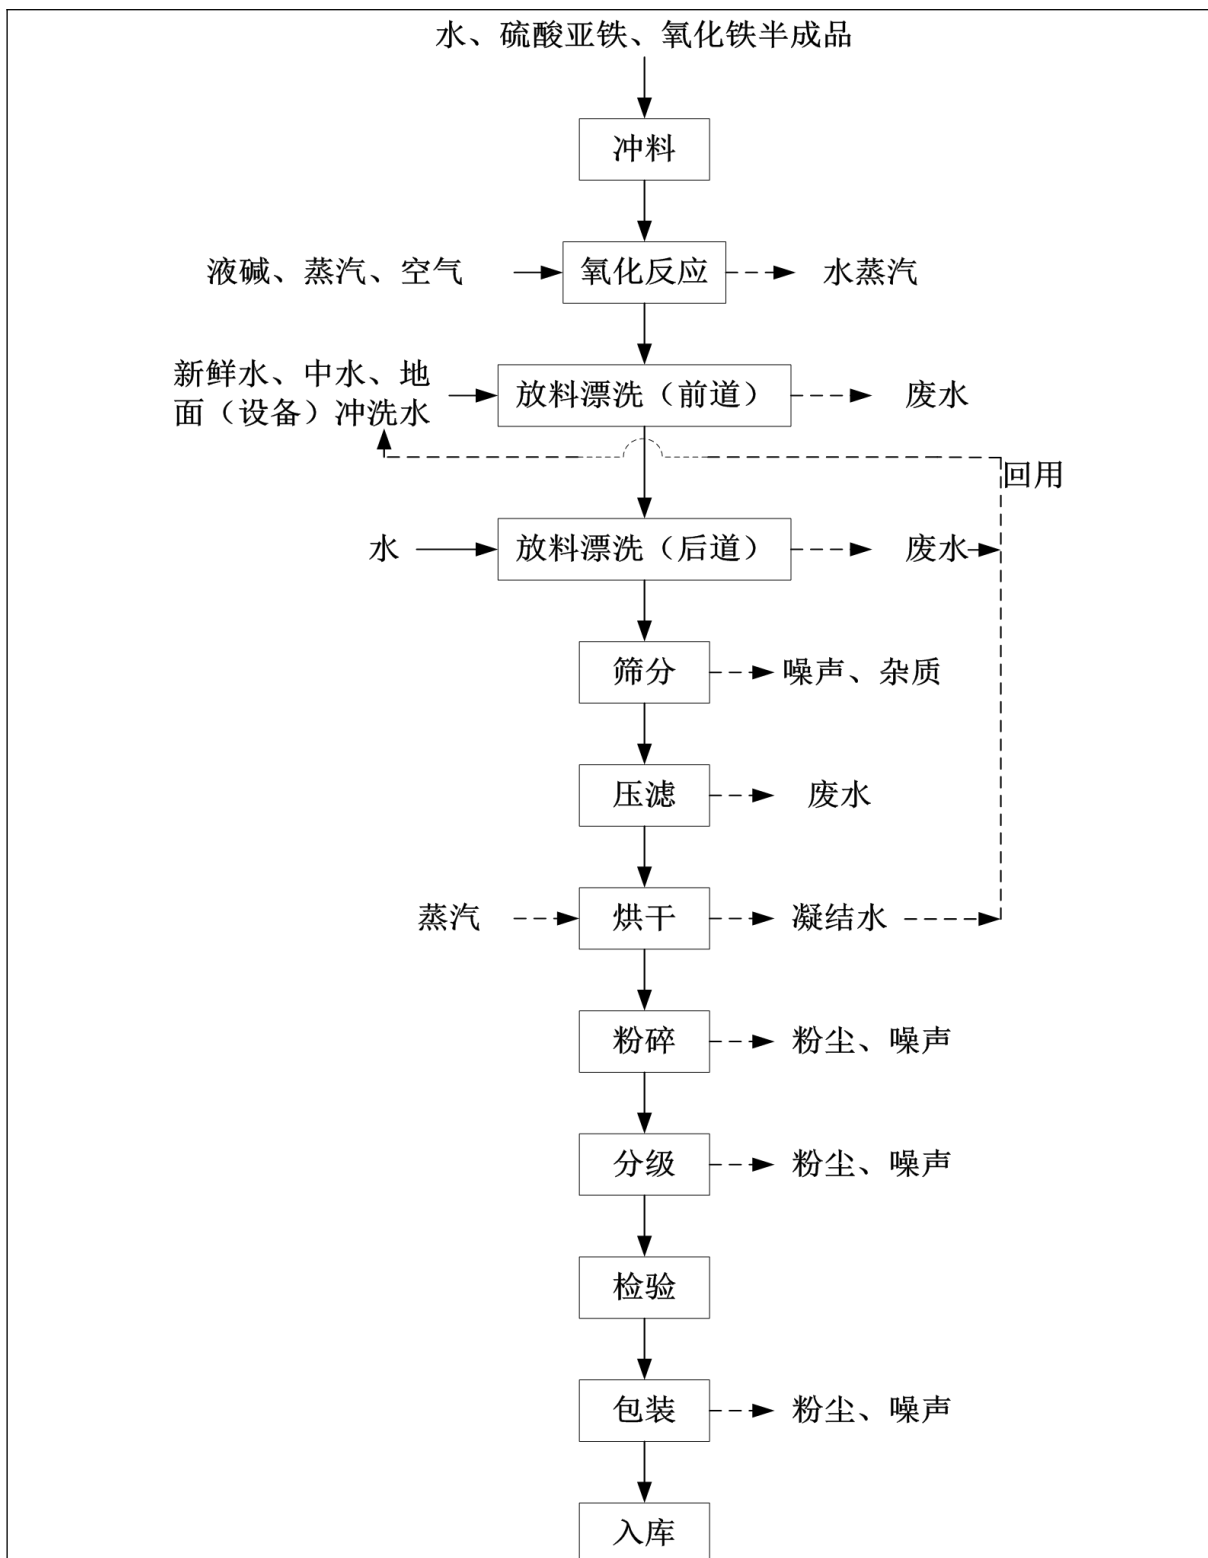 水、硫酸亚铁、氧化铁半成品
冲料
液碱、蒸汽、空气
氧化反应
水蒸汽
新鲜水、中水、地
面（设备）冲洗水
放料漂洗（前道）
废水
回用
水
放料漂洗（后道）
废水
筛分
噪声、杂质
压滤
废水
蒸汽
烘干
凝结水
粉碎
粉尘、噪声
分级
粉尘、噪声
检验
包装
粉尘、噪声
入库